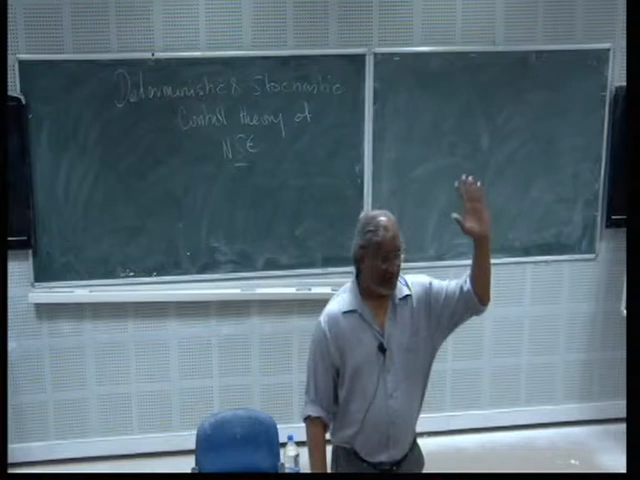 Deterministic & Stochastic
Control theory of
NSE